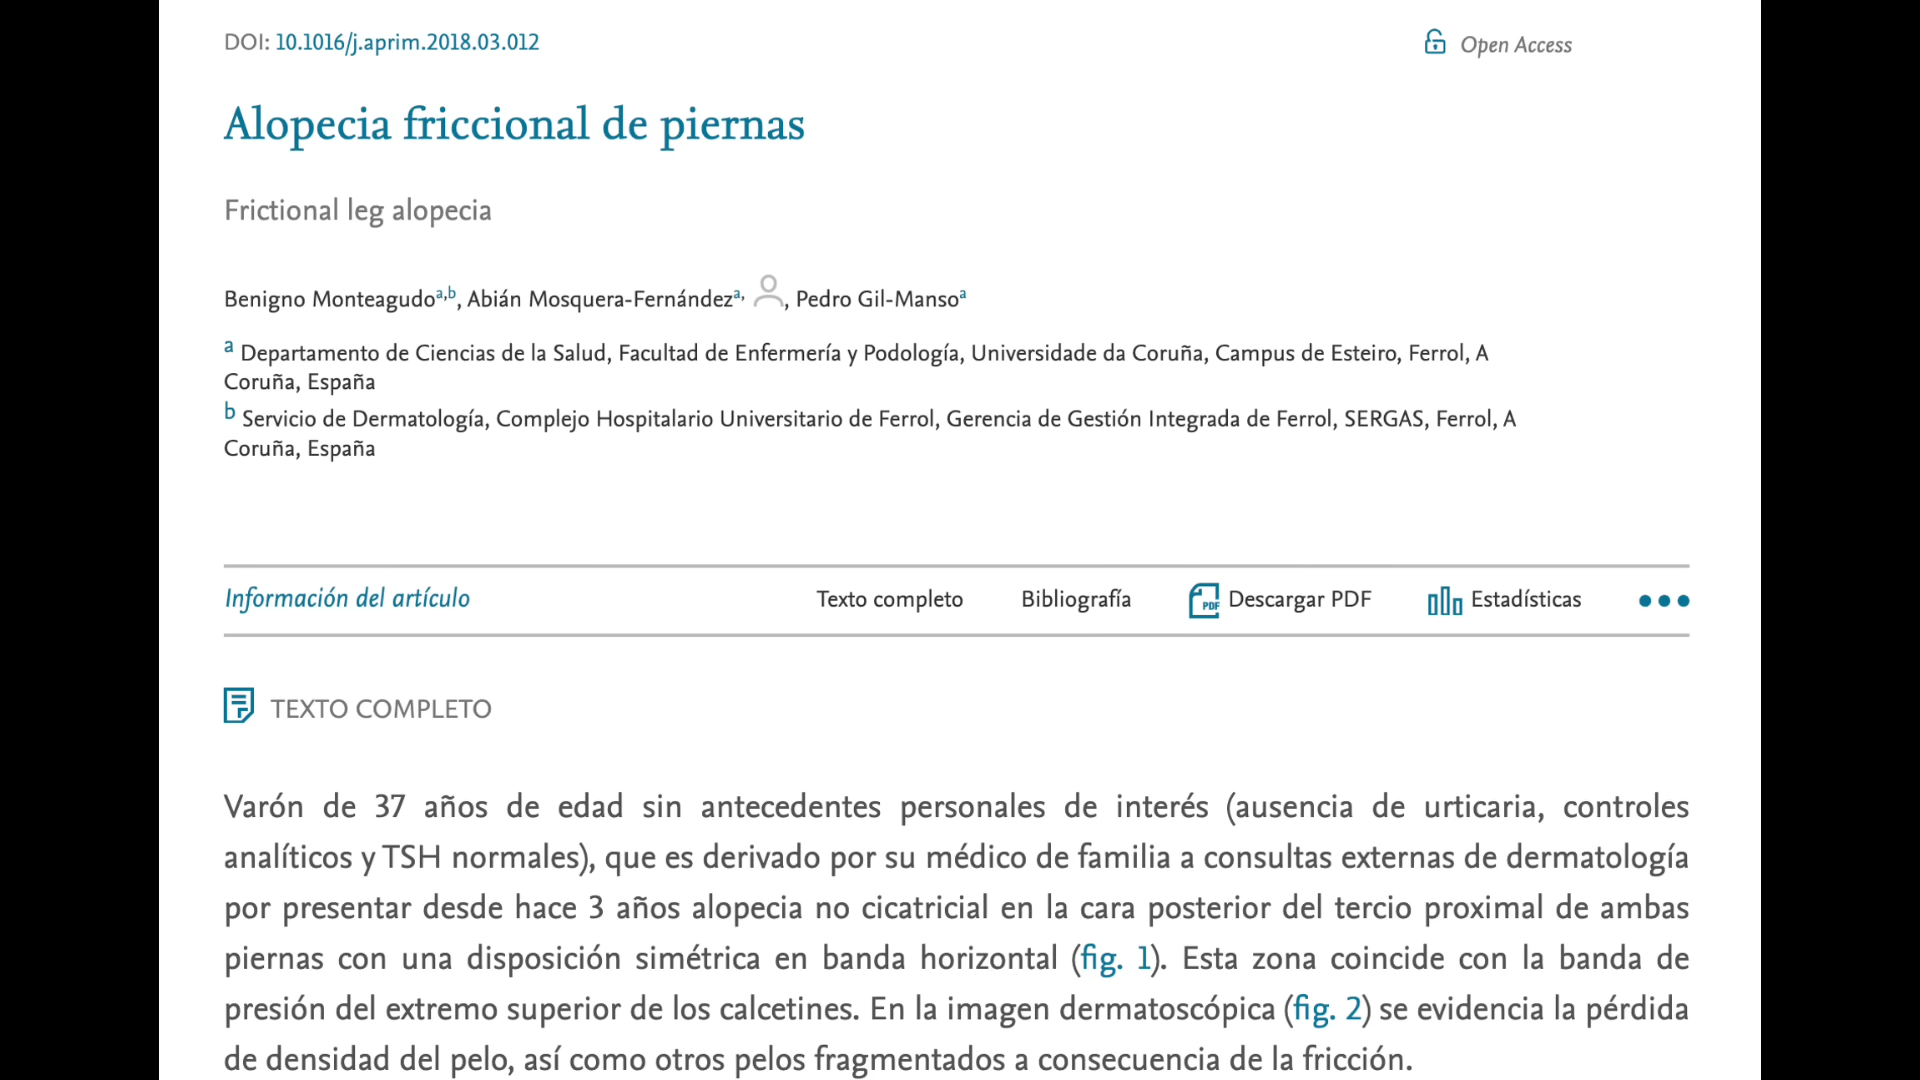 DOI: 10.1016/j.aprim.2018.03.012
Open Access
Alopecia friccional de piernas
Frictional leg alopecia
Benigno Monteagudoa,b, Abián Mosquera-Fernándeza, , Pedro Gil-Mansoa
a Departamento de Ciencias de la Salud, Facultad de Enfermería y Podología, Universidade da Coruña, Campus de Esteiro, Ferrol, A
Coruña, España
b Servicio de Dermatología, Complejo Hospitalario Universitario de Ferrol, Gerencia de Gestión Integrada de Ferrol, SERGAS, Ferrol, A
Coruña, España
Información del artículo
Texto completo
Bibliografía
PDF Descargar PDF
Estadísticas
TEXTO COMPLETO
Varón de 37 años de edad sin antecedentes personales de interés (ausencia de urticaria, controles
analíticos y TSH normales), que es derivado por su médico de familia a consultas externas de dermatología
por presentar desde hace 3 años alopecia no cicatricial en la cara posterior del tercio proximal de ambas
piernas con una disposición simétrica en banda horizontal (fig. 1). Esta zona coincide con la banda de
presión del extremo superior de los calcetines. En la imagen dermatoscópica (fig. 2) se evidencia la pérdida
de densidad del pelo, así como otros pelos fragmentados a consecuencia de la fricción.